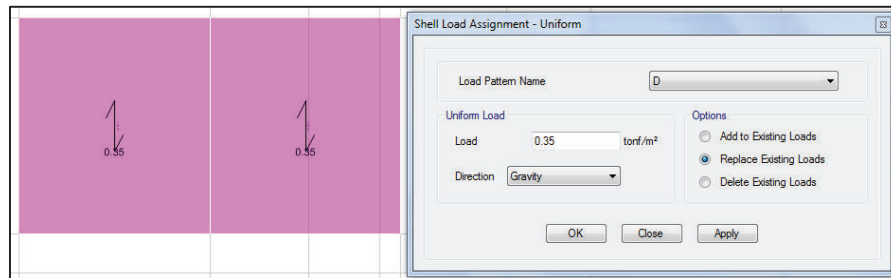 0.35
0.35
Shell Load Assignment - Uniform
Load Pattern Name
D
Uniform Load
Load
0.35
tonf/m²
Direction
Gravity
Options
Add to Existing Loads
Replace Existing Loads
Delete Existing Loads
OK
Close
Apply